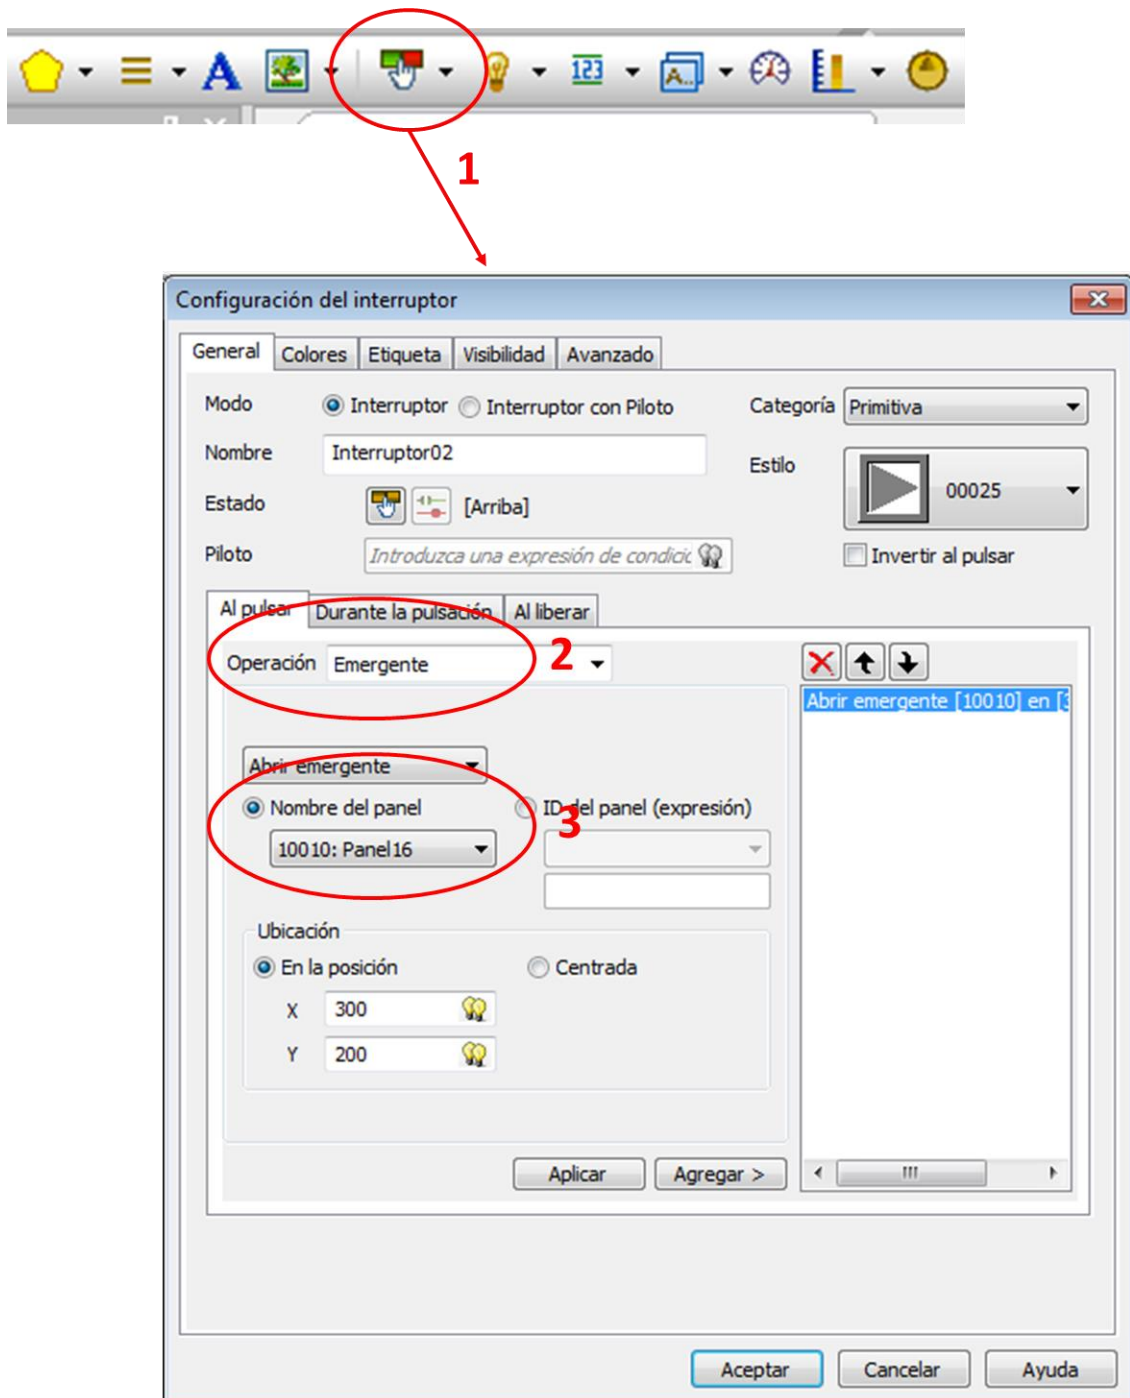 A
123
A..
1
Configuración del interruptor
General Colores Etiqueta Visibilidad Avanzado
Modo Interruptor Interruptor con Piloto Categoría Primitiva
Nombre Interruptor02
Estilo 00025
Estado [Arriba]
Piloto Introduzca una expresión de condicic Invertir al pulsar
Al pulsar Durante la pulsación Al liberar
Operación Emergente 2
Abrir emergente [10010] en [3
Abrir emergente
Nombre del panel ID del panel (expresión)
3
10010: Panel16
Ubicación
En la posición Centrada
X 300
Y 200
Aplicar Agregar >
Aceptar Cancelar Ayuda